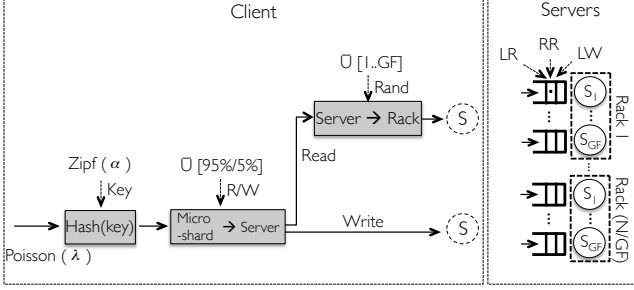 Client
Servers
Ū [1..GF]
Rand
Server → Rack
S
Read
Zipf ( α )
Key
Ū [95%/5%]
R/W
Hash(key)
Micro
-shard → Server
Write
S
Poisson ( λ )
LR
RR
LW
S1
SGF
Rack 1
S1
SGF
Rack (N/GF)